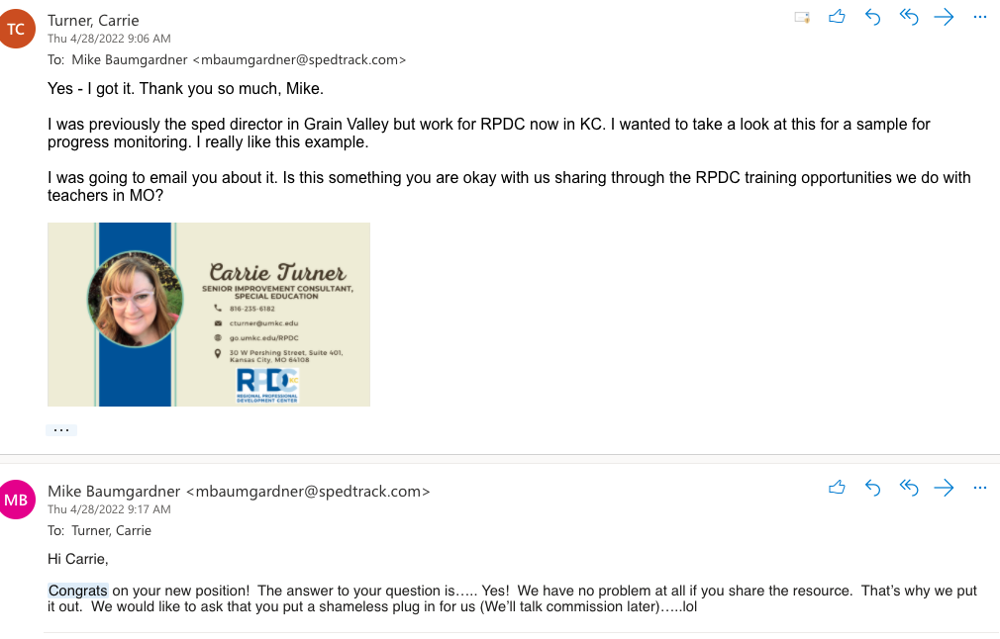 TC
Turner, Carrie
Thu 4/28/2022 9:06 AM
To: Mike Baumgardner <mbaumgardner@spedtrack.com>
Yes - I got it. Thank you so much, Mike.
I was previously the sped director in Grain Valley but work for RPDC now in KC. I wanted to take a look at this for a sample for
progress monitoring. I really like this example.
I was going to email you about it. Is this something you are okay with us sharing through the RPDC training opportunities we do with
teachers in MO?
Carrie Turner
SENIOR IMPROVEMENT CONSULTANT,
SPECIAL EDUCATION
816-235-6182
cturner@umkc.edu
go.umkc.edu/RPDC
30 W Pershing Street, Suite 401,
Kansas City, MO 64108
RPDC KC
REGIONAL PROFESSIONAL
DEVELOPMENT CENTER
MB
Mike Baumgardner <mbaumgardner@spedtrack.com>
Thu 4/28/2022 9:17 AM
To: Turner, Carrie
Hi Carrie,
Congrats on your new position!  The answer to your question is….. Yes!  We have no problem at all if you share the resource.  That’s why we put
it out.  We would like to ask that you put a shameless plug in for us (We’ll talk commission later)…..lol